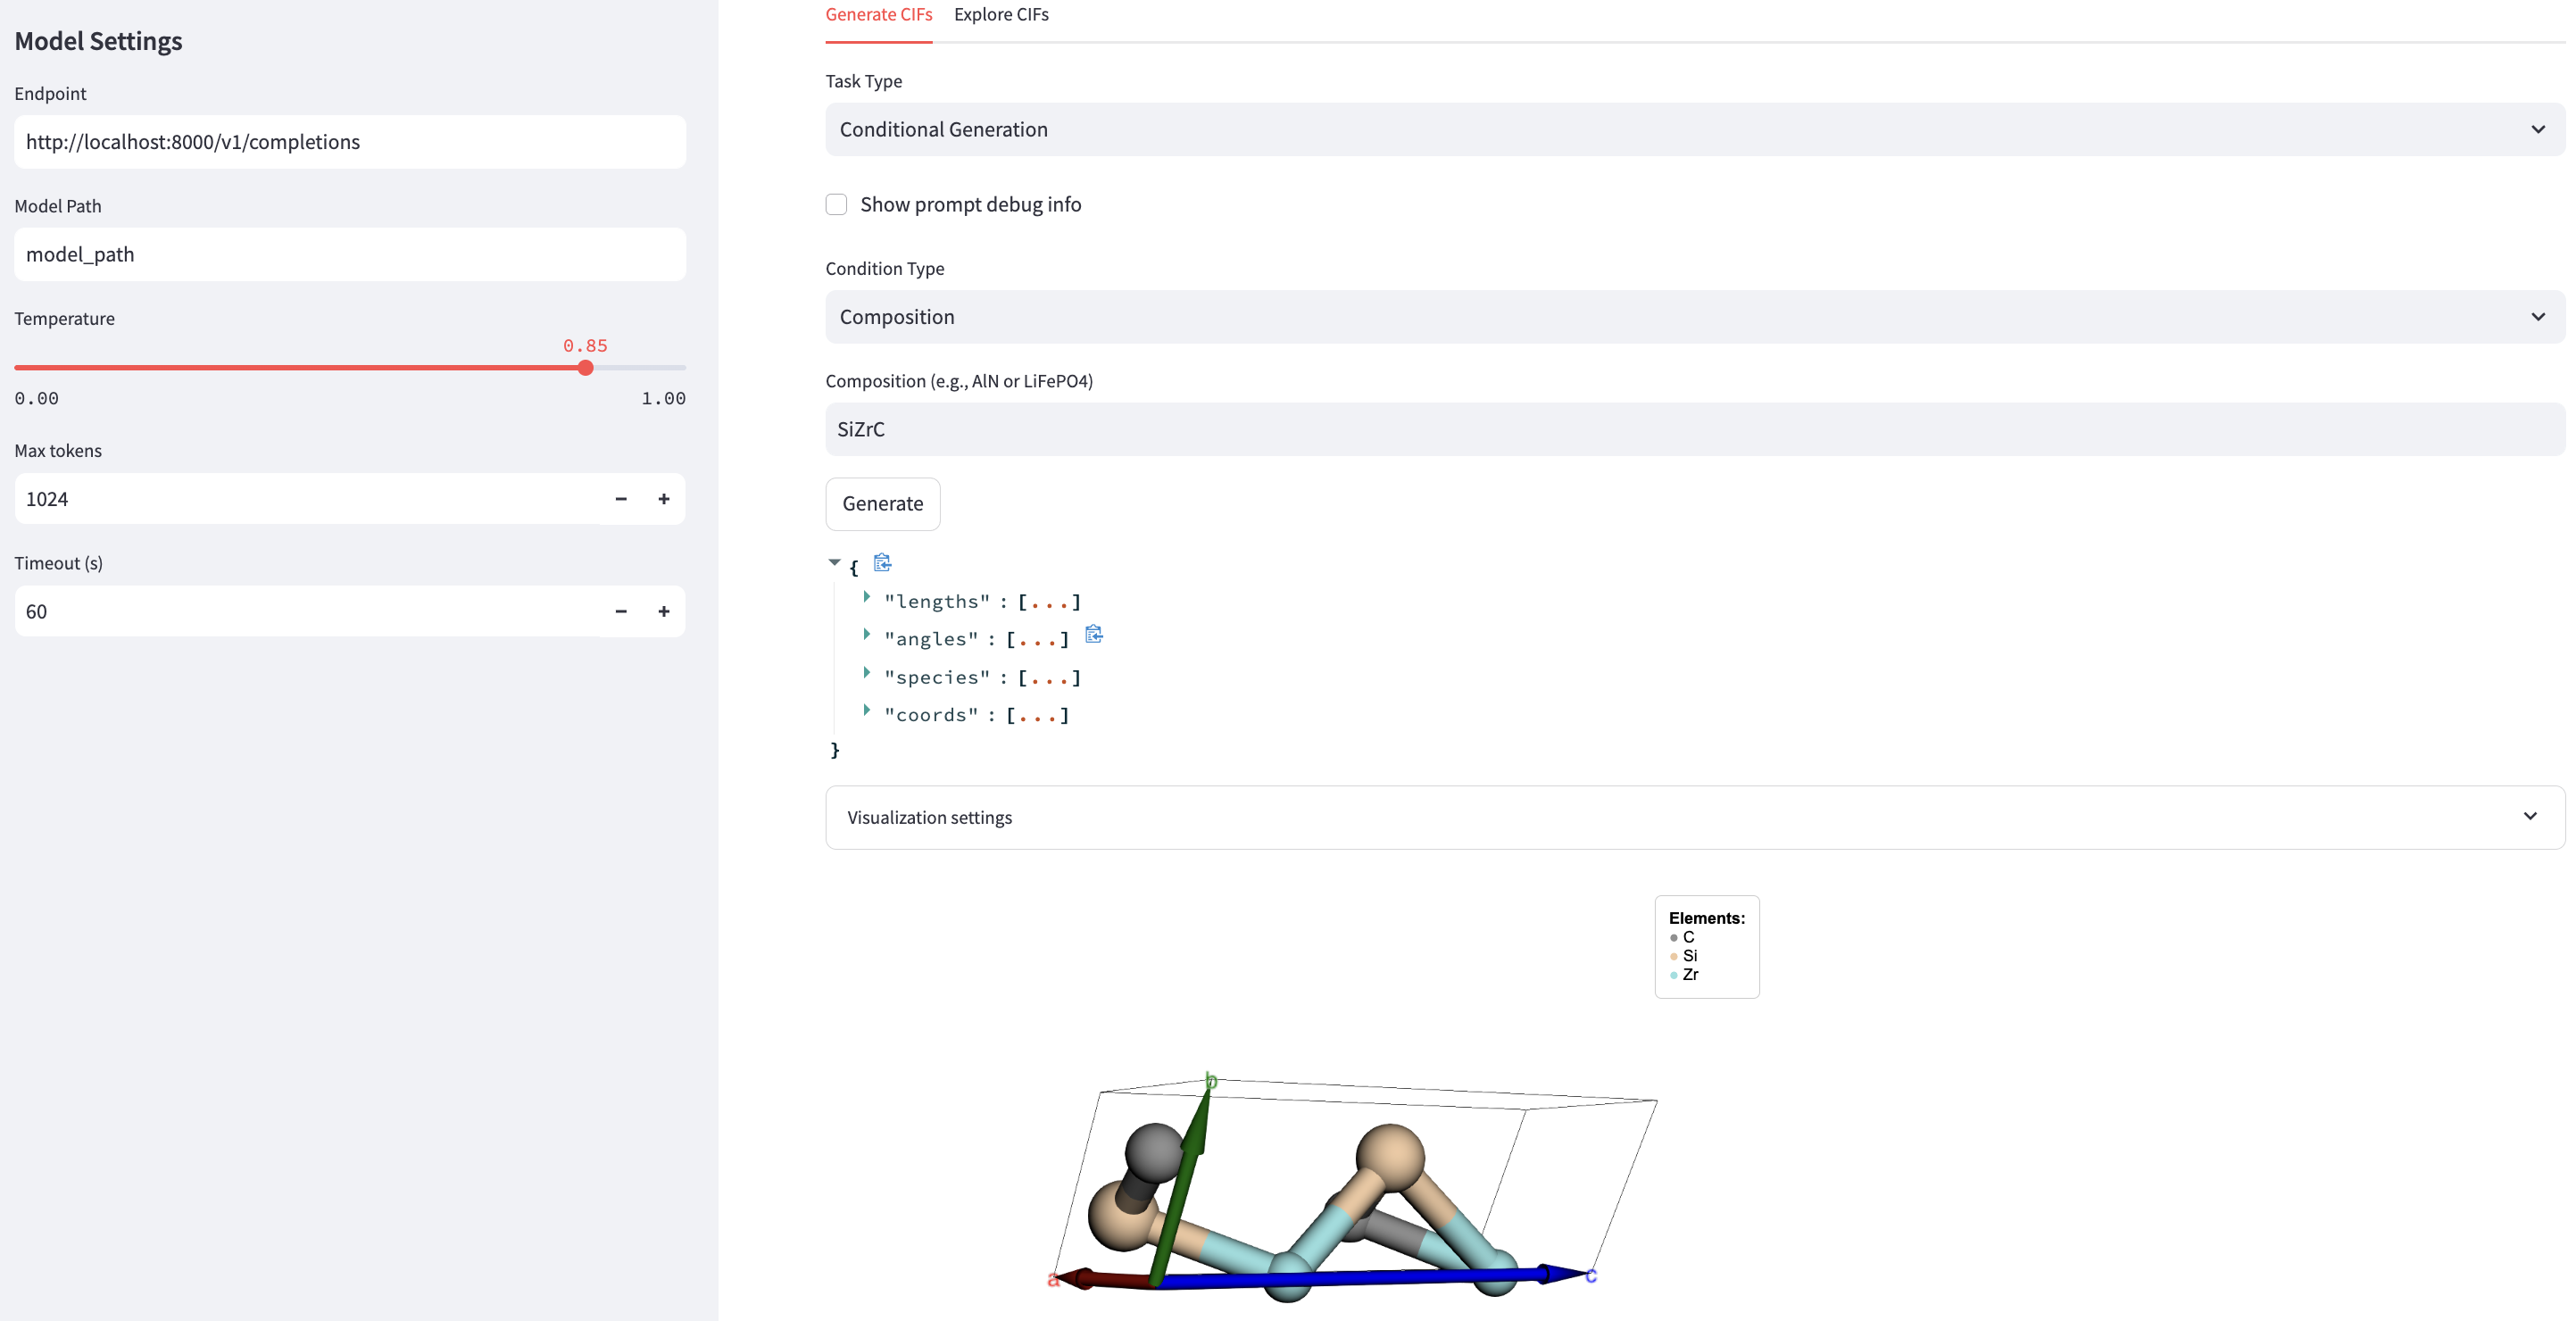 Model Settings
Endpoint
http://localhost:8000/v1/completions
Model Path
model_path
Temperature
0.85
0.00 1.00
Max tokens
1024
Timeout (s)
60
Generate CIFs Explore CIFs
Task Type
Conditional Generation
Show prompt debug info
Condition Type
Composition
Composition (e.g., AlN or LiFePO4)
SiZrC
Generate
{
"lengths" : [...]
"angles" : [...]
"species" : [...]
"coords" : [...]
}
Visualization settings
Elements:
C
Si
Zr
b
a
c